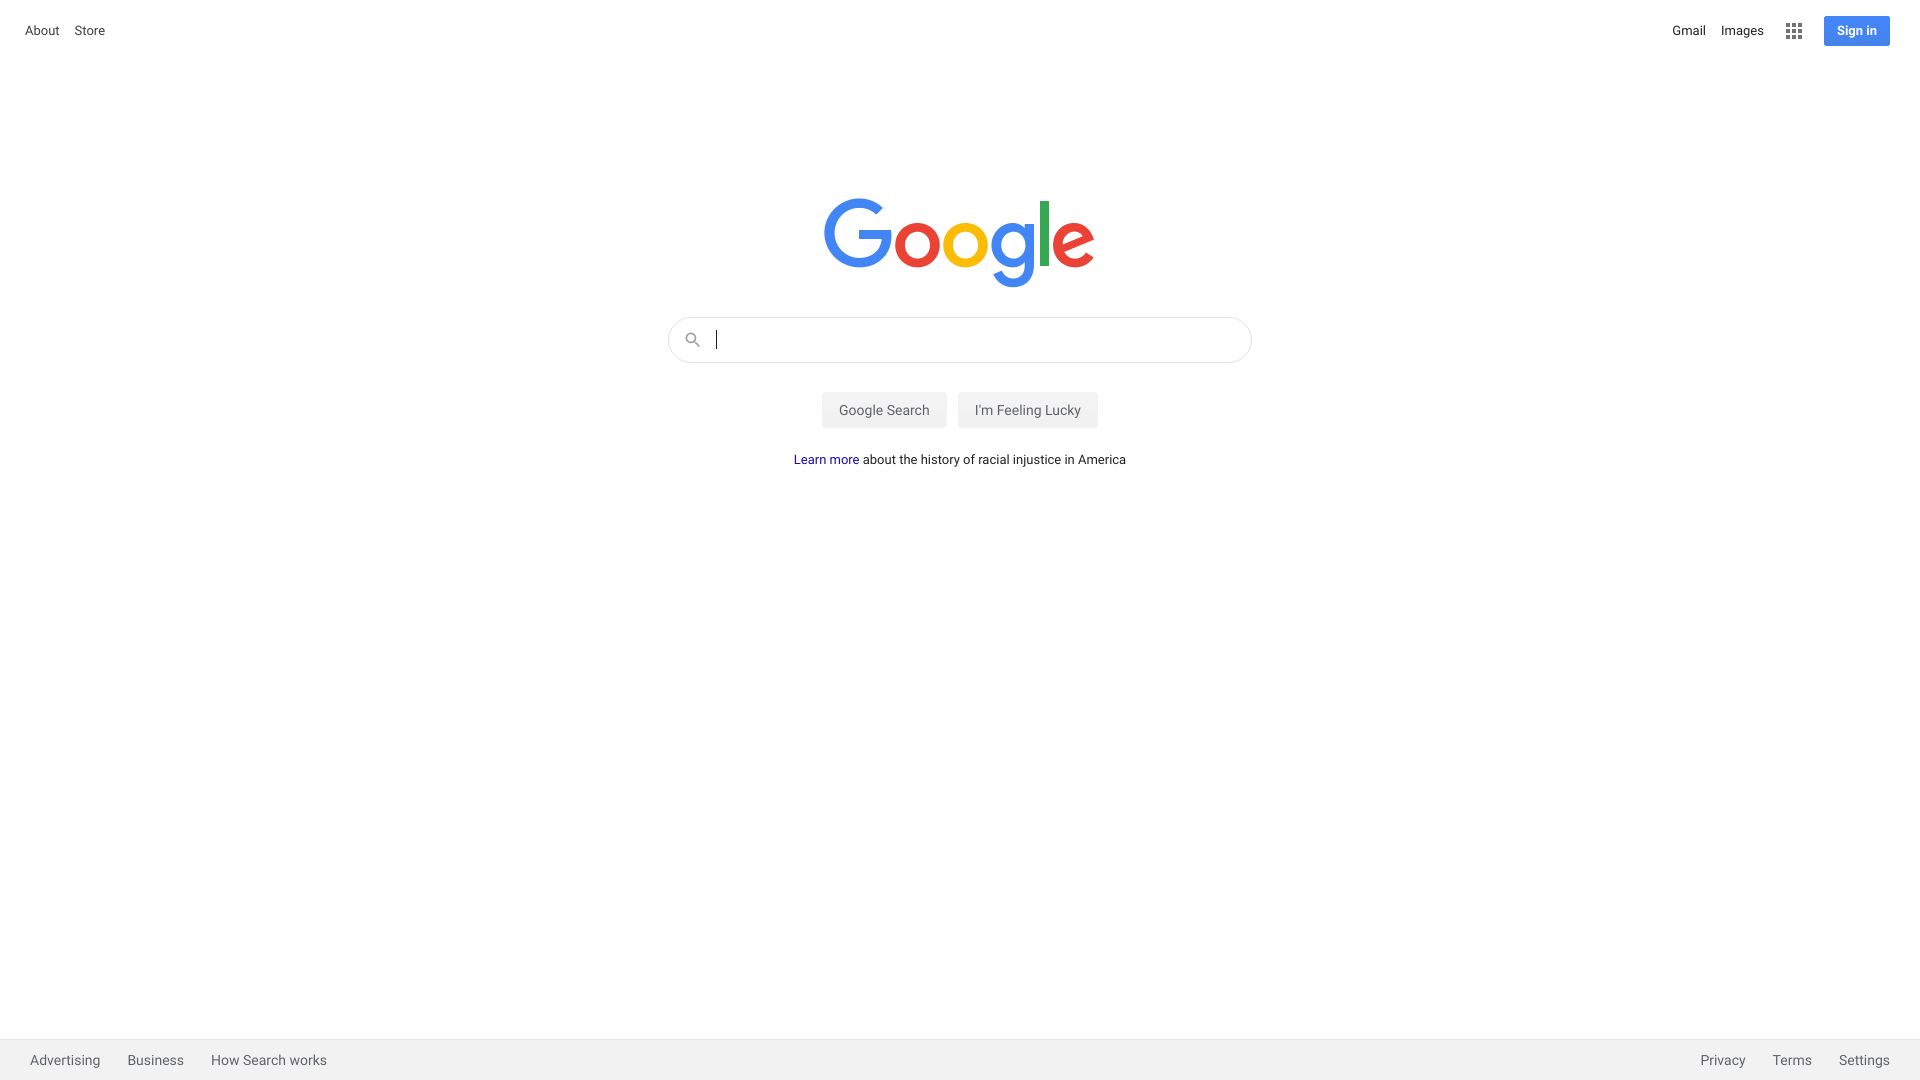 About Store
Gmail Images Sign in
Google
Google Search I'm Feeling Lucky
Learn more about the history of racial injustice in America
Advertising Business How Search works
Privacy Terms Settings